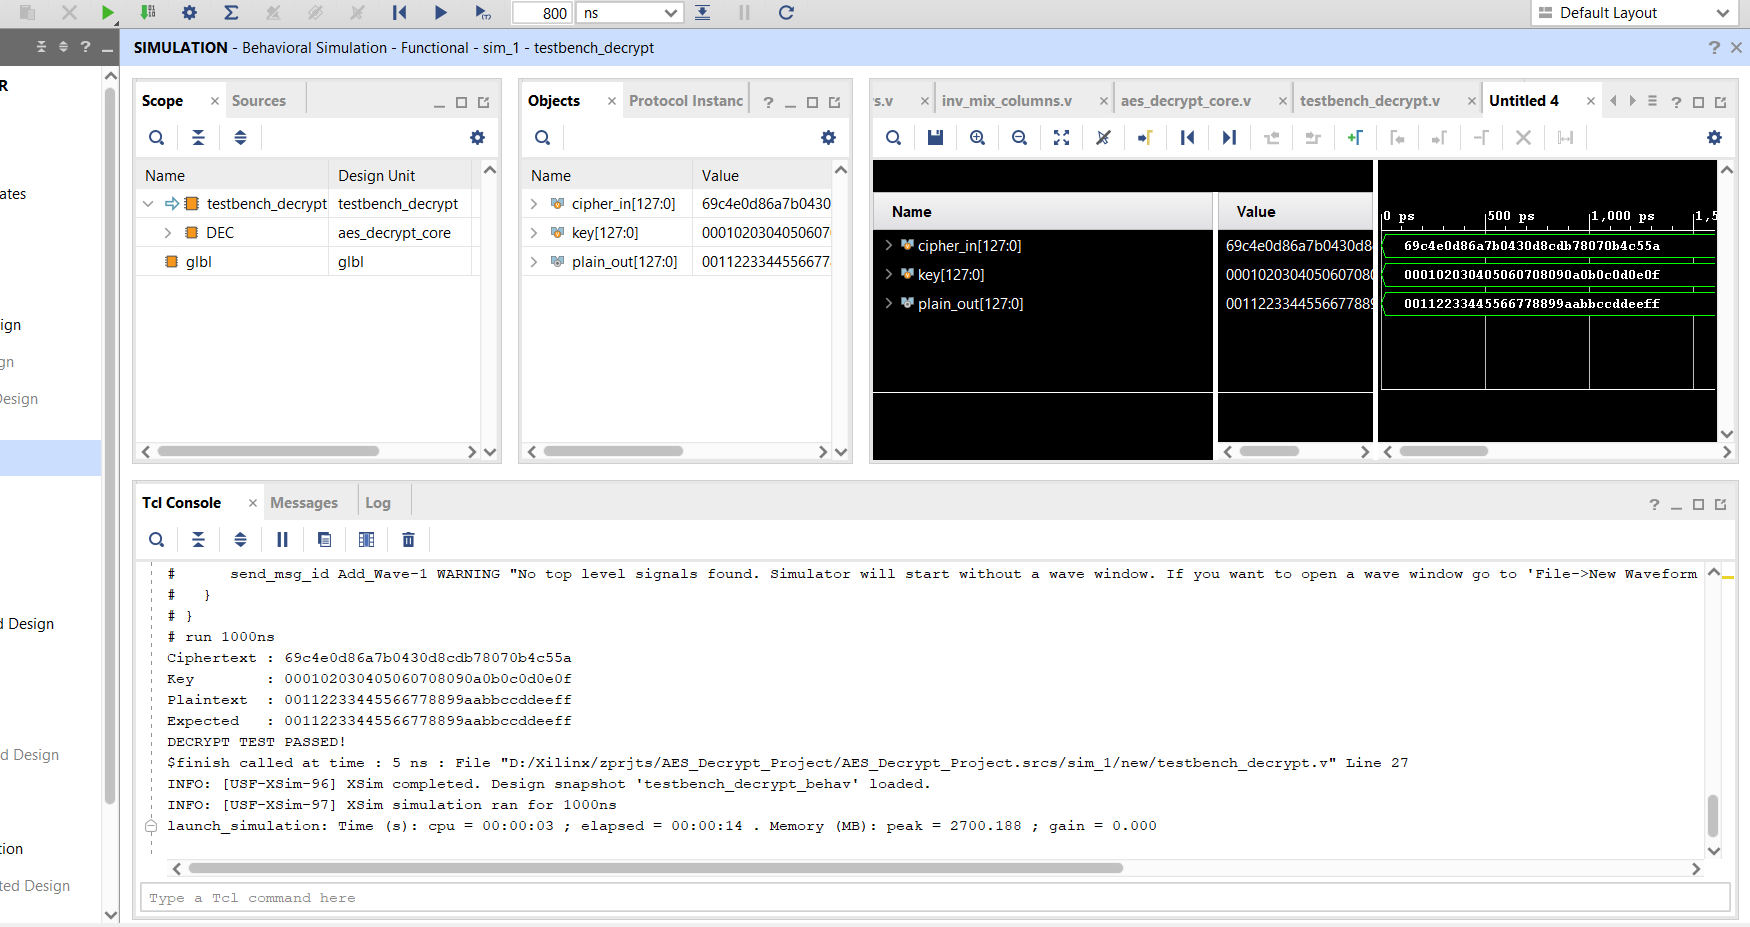 800 ns Default Layout
SIMULATION - Behavioral Simulation - Functional - sim_1 - testbench_decrypt
R
ates
ign
gn
Design
d Design
d Design
tion
ted Design
Scope Sources
Name Design Unit
testbench_decrypt testbench_decrypt
DEC aes_decrypt_core
glbl glbl
Objects Protocol Instanc
Name Value
cipher_in[127:0] 69c4e0d86a7b0430
key[127:0] 000102030405060
plain_out[127:0] 0011223344556677
s.v inv_mix_columns.v aes_decrypt_core.v testbench_decrypt.v Untitled 4
Name Value 0 ps 500 ps 1,000 ps 1,5
cipher_in[127:0] 69c4e0d86a7b0430d8 69c4e0d86a7b0430d8cdb78070b4c55a
key[127:0] 0001020304050607080 000102030405060708090a0b0c0d0e0f
plain_out[127:0] 0011223344556677889 00112233445566778899aabbccddeeff
Tcl Console Messages Log
# send_msg_id Add_Wave-1 WARNING "No top level signals found. Simulator will start without a wave window. If you want to open a wave window go to 'File->New Waveform
# }
# }
# run 1000ns
Ciphertext : 69c4e0d86a7b0430d8cdb78070b4c55a
Key : 000102030405060708090a0b0c0d0e0f
Plaintext : 00112233445566778899aabbccddeeff
Expected : 00112233445566778899aabbccddeeff
DECRYPT TEST PASSED!
$finish called at time : 5 ns : File "D:/Xilinx/zprjts/AES_Decrypt_Project/AES_Decrypt_Project.srcs/sim_1/new/testbench_decrypt.v" Line 27
INFO: [USF-XSim-96] XSim completed. Design snapshot 'testbench_decrypt_behav' loaded.
INFO: [USF-XSim-97] XSim simulation ran for 1000ns
launch_simulation: Time (s): cpu = 00:00:03 ; elapsed = 00:00:14 . Memory (MB): peak = 2700.188 ; gain = 0.000
Type a Tcl command here